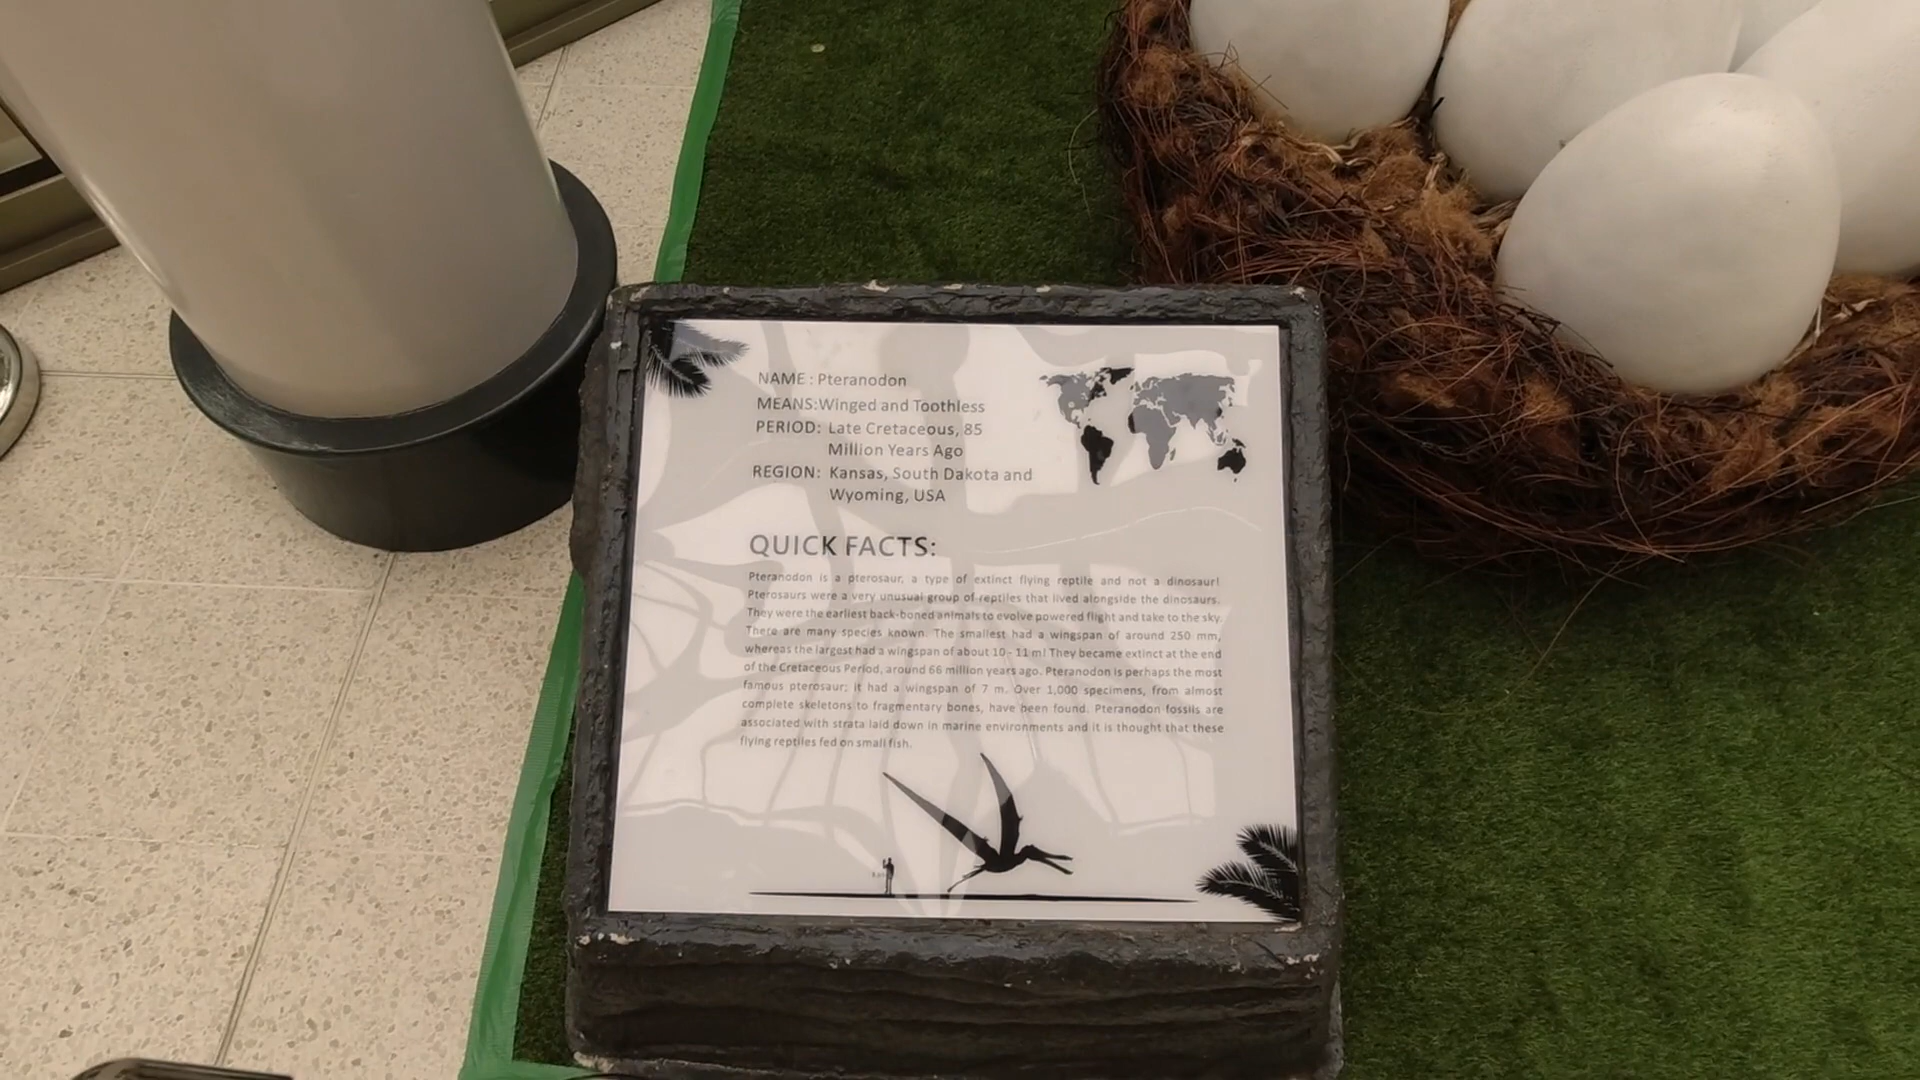 NAME : Pteranodon
MEANS:Winged and Toothless
PERIOD: Late Cretaceous, 85
Million Years Ago
REGION: Kansas, South Dakota and
Wyoming, USA
QUICK FACTS:
Pteranodon is a pterosaur, a type of extinct flying reptile and not a dinosaur!
Pterosaurs were a very unusual group of reptiles that lived alongside the dinosaurs.
They were the earliest back-boned animals to evolve powered flight and take to the sky.
There are many species known. The smallest had a wingspan of around 250 mm,
whereas the largest had a wingspan of about 10 - 11 m! They became extinct at the end
of the Cretaceous Period, around 66 million years ago. Pteranodon is perhaps the most
famous pterosaur; it had a wingspan of 7 m. Over 1,000 specimens, from almost
complete skeletons to fragmentary bones, have been found. Pteranodon fossils are
associated with strata laid down in marine environments and it is thought that these
flying reptiles fed on small fish.